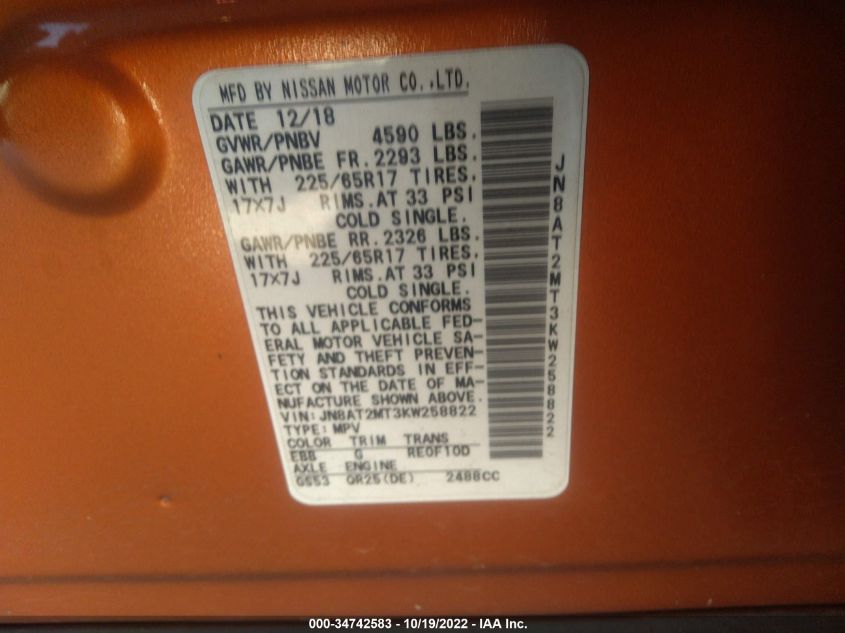 MFD BY NISSAN MOTOR CO.,LTD.
DATE 12/18
GVWR/PNBV 4590 LBS.
GAWR/PNBE FR. 2293 LBS.
WITH 225/65R17 TIRES.
17X7J RIMS.AT 33 PSI
COLD SINGLE.
GAWR/PNBE RR. 2326 LBS.
WITH 225/65R17 TIRES.
17X7J RIMS.AT 33 PSI
COLD SINGLE.
THIS VEHICLE CONFORMS
TO ALL APPLICABLE FED-
ERAL MOTOR VEHICLE SA-
FETY AND THEFT PREVEN-
TION STANDARDS IN EFF-
ECT ON THE DATE OF MA-
NUFACTURE SHOWN ABOVE.
VIN: JN8AT2MT3KW258822
TYPE: MPV
COLOR TRIM TRANS
EBB G RE0F10D
AXLE ENGINE
GS53 QR25(DE) 2488CC
JN8AT2MT3KW258822
000-34742583 - 10/19/2022 - IAA Inc.